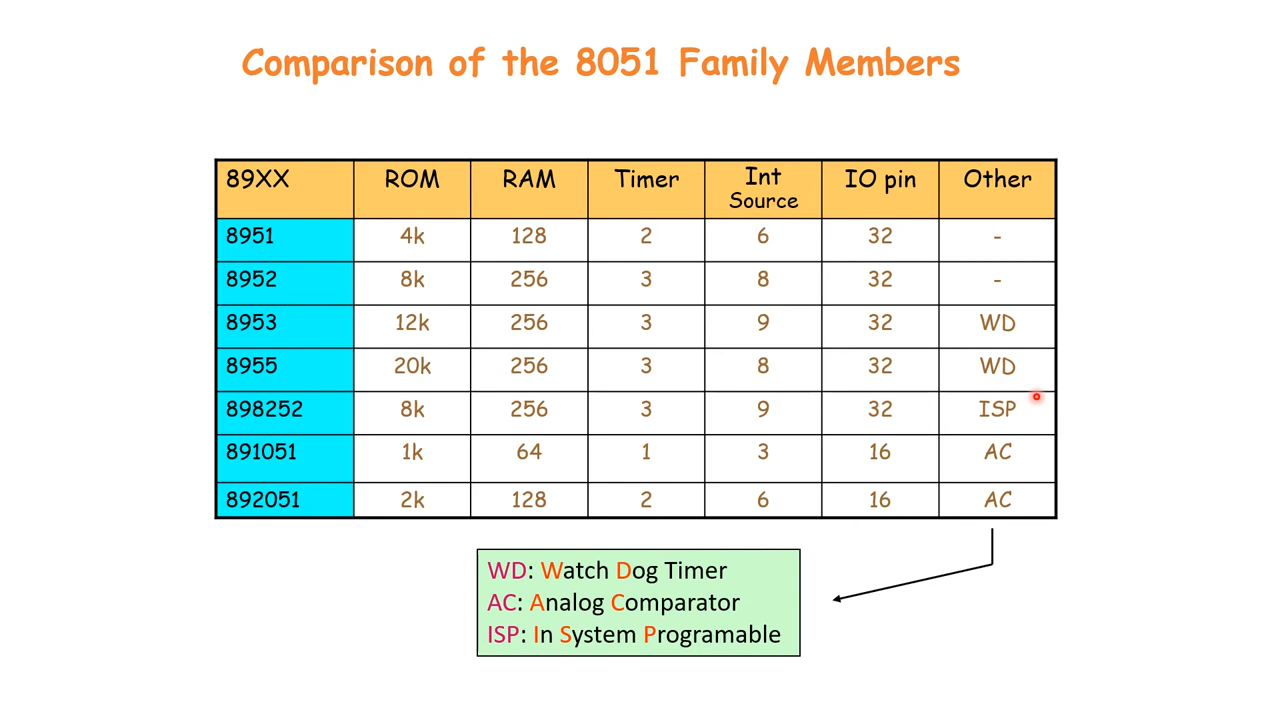 Comparison of the 8051 Family Members
89XX ROM RAM Timer Int Source IO pin Other
8951 4k 128 2 6 32 -
8952 8k 256 3 8 32 -
8953 12k 256 3 9 32 WD
8955 20k 256 3 8 32 WD
898252 8k 256 3 9 32 ISP
891051 1k 64 1 3 16 AC
892051 2k 128 2 6 16 AC
WD: Watch Dog Timer
AC: Analog Comparator
ISP: In System Programable